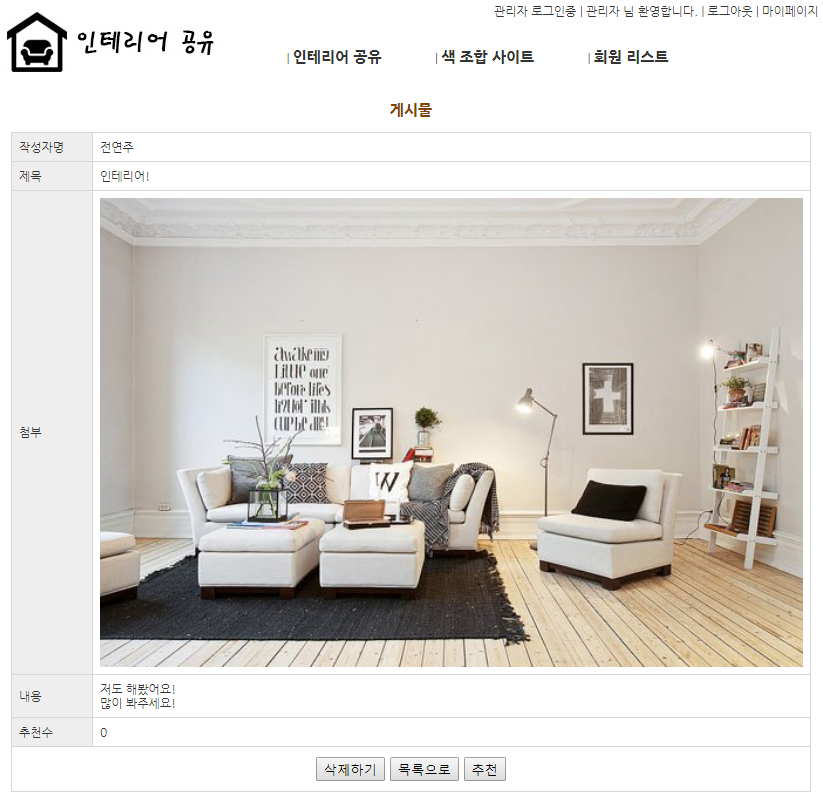 관리자 로그인중 | 관리자 님 환영합니다. | 로그아웃 | 마이페이지
인테리어 공유
| 인테리어 공유 | 색 조합 사이트 | 회원 리스트
게시물
작성자명 전연주
제목 인테리어!
첨부
awake my
little one
before lifes
W
내용 저도 해봤어요!
많이 봐주세요!
추천수 0
삭제하기 목록으로 추천